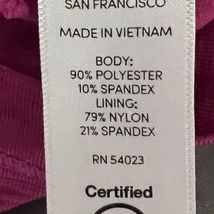 SAN FRANCISCO
MADE IN VIETNAM
BODY:
90% POLYESTER
10% SPANDEX
LINING:
79% NYLON
21% SPANDEX
RN 54023
Certified